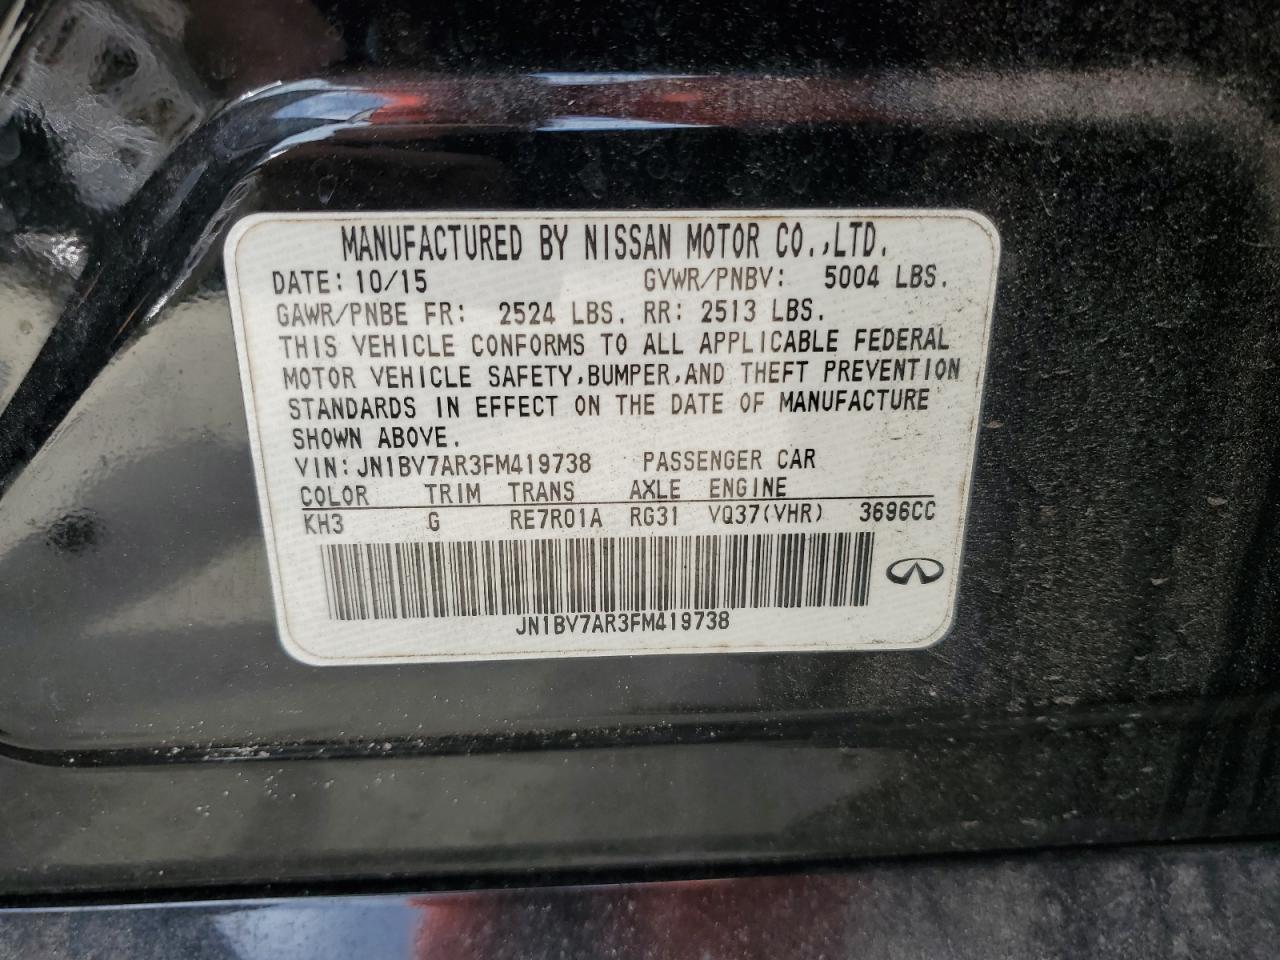 MANUFACTURED BY NISSAN MOTOR CO.,LTD.
DATE: 10/15 GVWR/PNBV: 5004 LBS.
GAWR/PNBE FR: 2524 LBS. RR: 2513 LBS.
THIS VEHICLE CONFORMS TO ALL APPLICABLE FEDERAL
MOTOR VEHICLE SAFETY,BUMPER,AND THEFT PREVENTION
STANDARDS IN EFFECT ON THE DATE OF MANUFACTURE
SHOWN ABOVE.
VIN:JN1BV7AR3FM419738 PASSENGER CAR
COLOR TRIM TRANS AXLE ENGINE
KH3 G RE7R01A RG31 VQ37(VHR) 3696CC
JN1BV7AR3FM419738